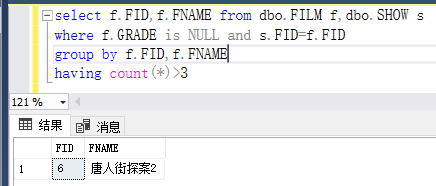 select f.FID,f.FNAME from dbo.FILM f,dbo.SHOW s
where f.GRADE is NULL and s.FID=f.FID
group by f.FID,f.FNAME
having count(*)>3
121 %
结果 消息
FID FNAME
1 6 唐人街探案2